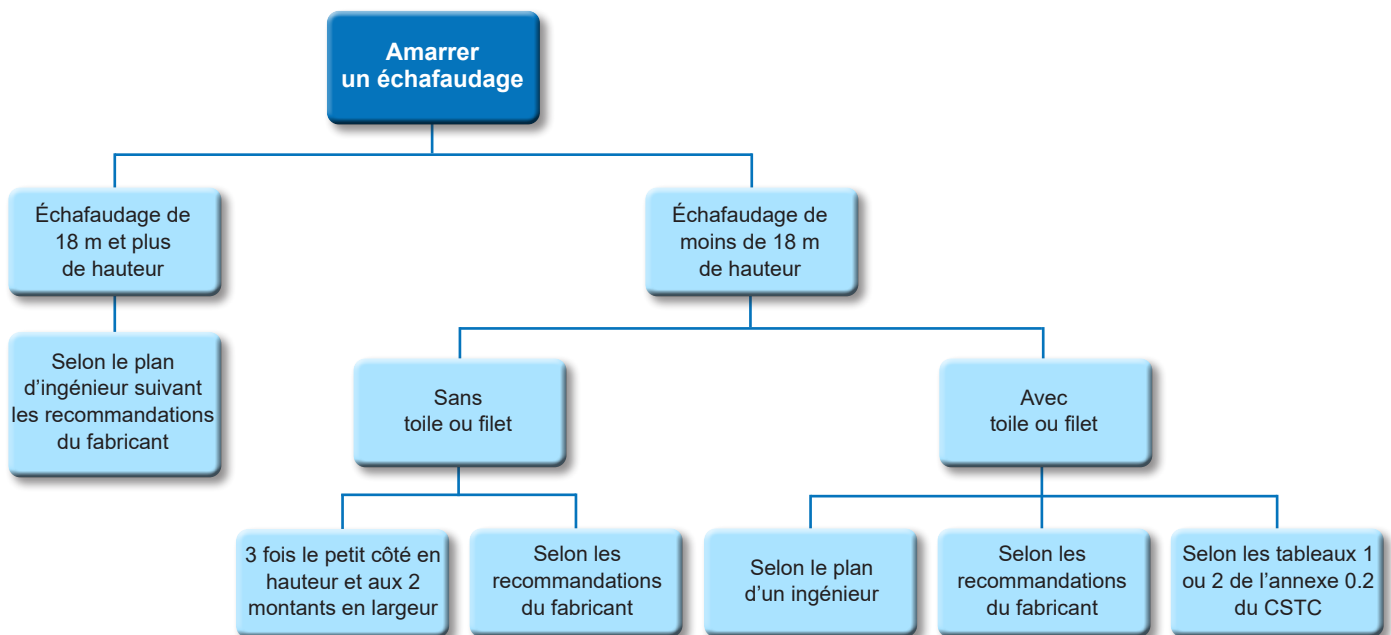 Amarrer
un échafaudage
Échafaudage de
18 m et plus
de hauteur
Échafaudage de
moins de 18 m
de hauteur
Selon le plan
d’ingénieur suivant
les recommandations
du fabricant
Sans
toile ou filet
Avec
toile ou filet
3 fois le petit côté en
hauteur et aux 2
montants en largeur
Selon les
recommandations
du fabricant
Selon le plan
d’un ingénieur
Selon les
recommandations
du fabricant
Selon les tableaux 1
ou 2 de l’annexe 0.2
du CSTC